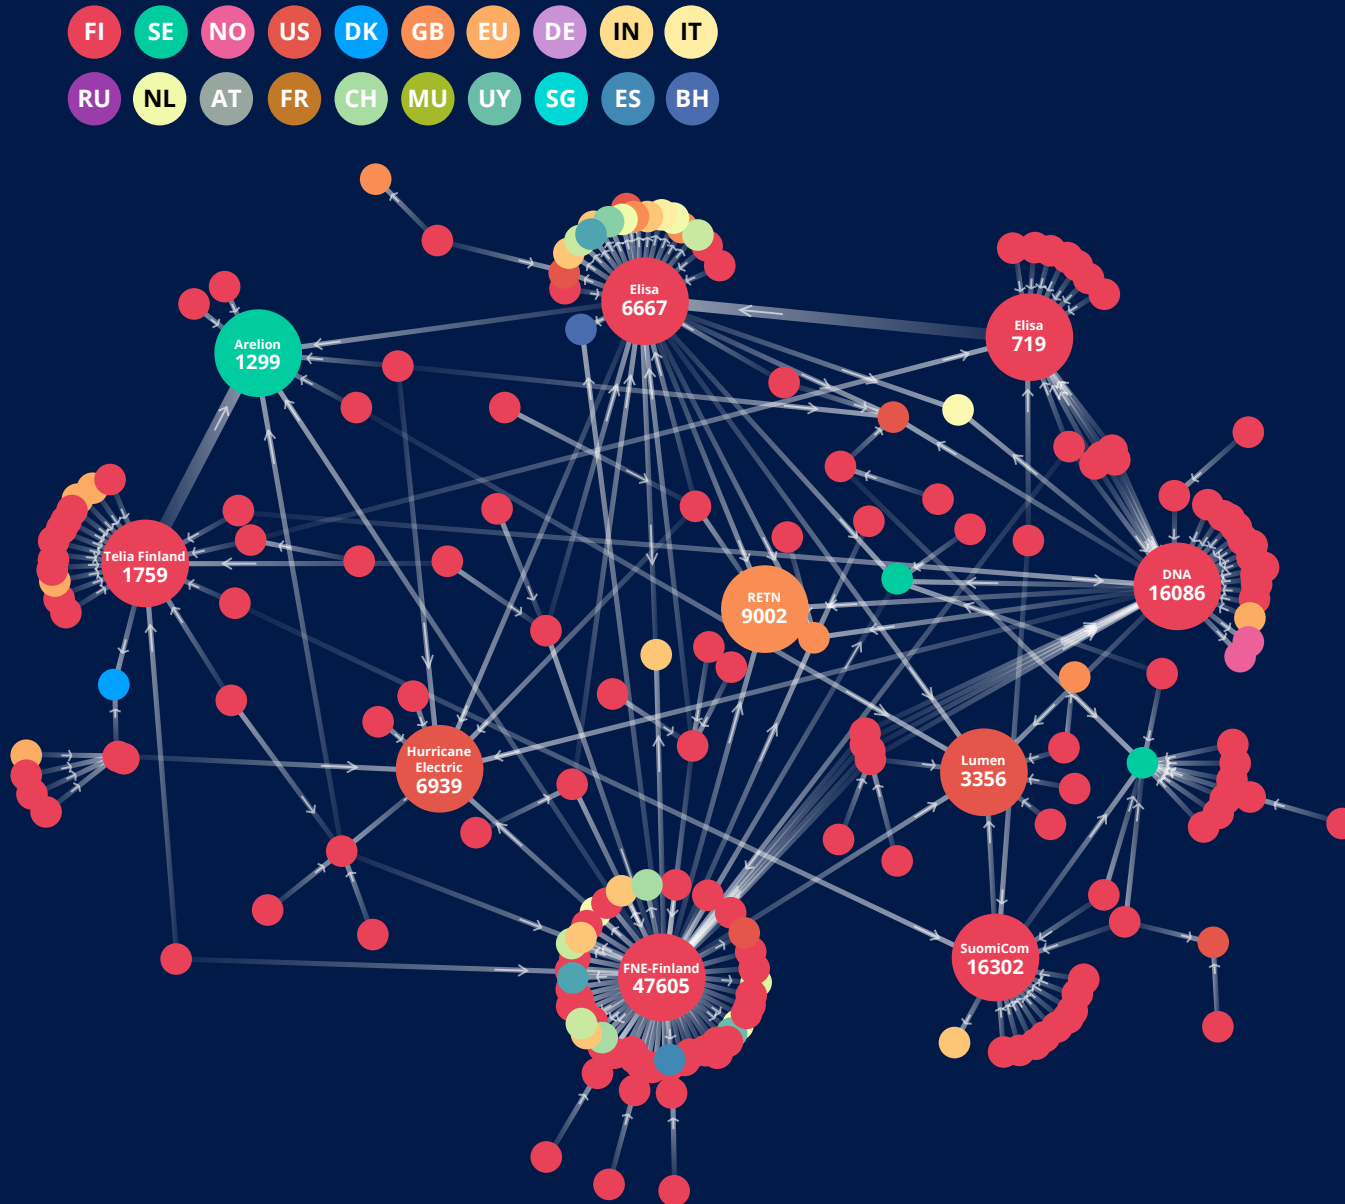 FI SE NO US DK GB EU DE IN IT
RU NL AT FR CH MU UY SG ES BH
Elisa
6667
Elisa
719
Arelion
1299
Telia Finland
1759
DNA
16086
RETN
9002
Hurricane
Electric
6939
Lumen
3356
SuomiCom
16302
FNE-Finland
47605